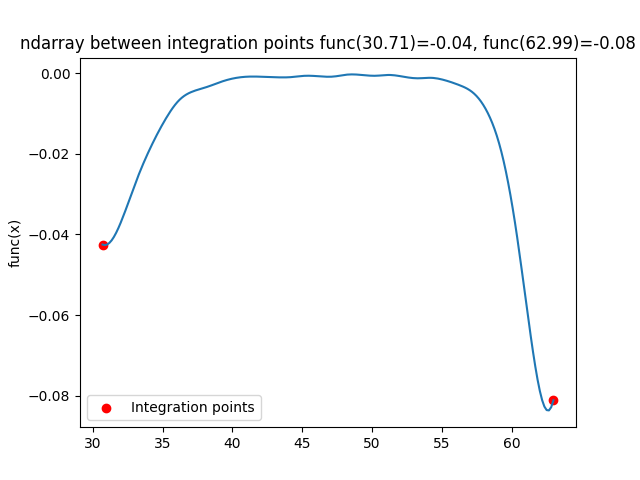 ndarray between integration points func(30.71)=-0.04, func(62.99)=-0.08
0.00
−0.02
−0.04
−0.06
−0.08
func(x)
Integration points
30 35 40 45 50 55 60